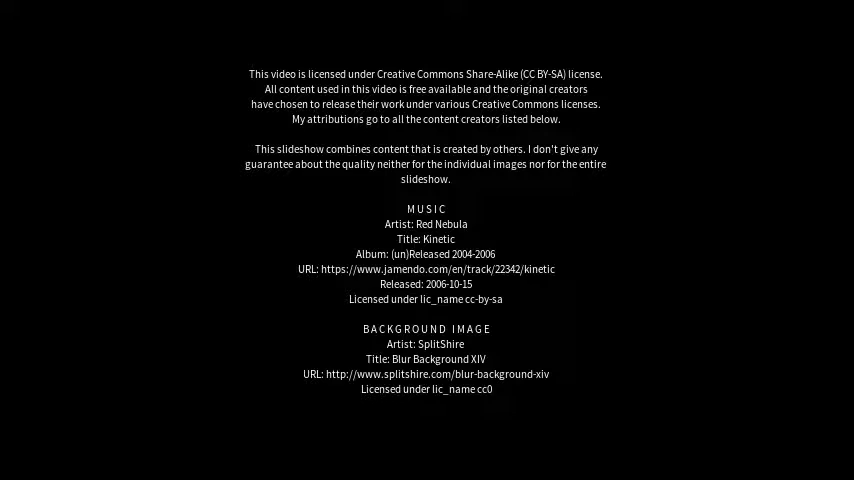 This video is licensed under Creative Commons Share-Alike (CC BY-SA) license.
All content used in this video is free available and the original creators
have chosen to release their work under various Creative Commons licenses.
My attributions go to all the content creators listed below.
This slideshow combines content that is created by others. I don't give any
guarantee about the quality neither for the individual images nor for the entire
slideshow.
MUSIC
Artist: Red Nebula
Title: Kinetic
Album: (un)Released 2004-2006
URL: https://www.jamendo.com/en/track/22342/kinetic
Released: 2006-10-15
Licensed under lic_name cc-by-sa
BACKGROUND IMAGE
Artist: SplitShire
Title: Blur Background XIV
URL: http://www.splitshire.com/blur-background-xiv
Licensed under lic_name cc0